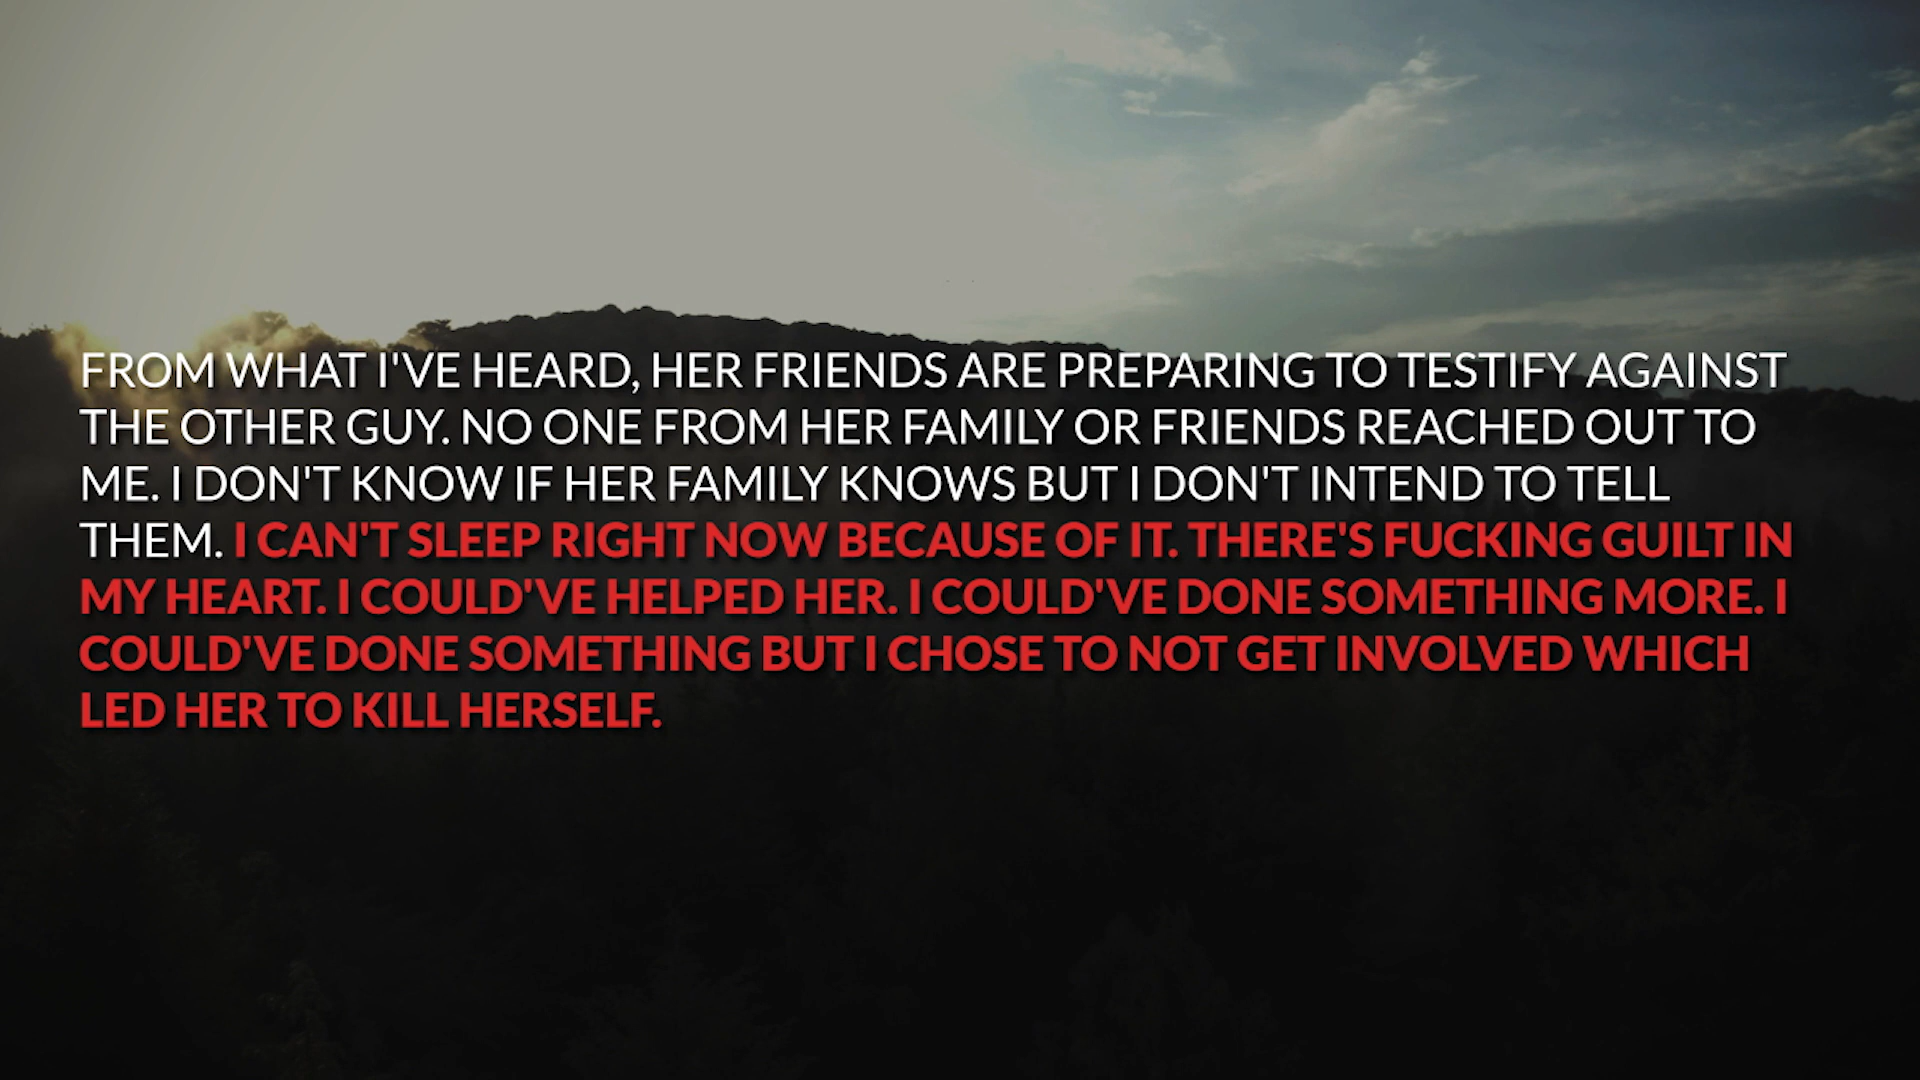 FROM WHAT I'VE HEARD, HER FRIENDS ARE PREPARING TO TESTIFY AGAINST
THE OTHER GUY. NO ONE FROM HER FAMILY OR FRIENDS REACHED OUT TO
ME. I DON'T KNOW IF HER FAMILY KNOWS BUT I DON'T INTEND TO TELL
THEM. I CAN'T SLEEP RIGHT NOW BECAUSE OF IT. THERE'S FUCKING GUILT IN
MY HEART. I COULD'VE HELPED HER. I COULD'VE DONE SOMETHING MORE. I
COULD'VE DONE SOMETHING BUT I CHOSE TO NOT GET INVOLVED WHICH
LED HER TO KILL HERSELF.